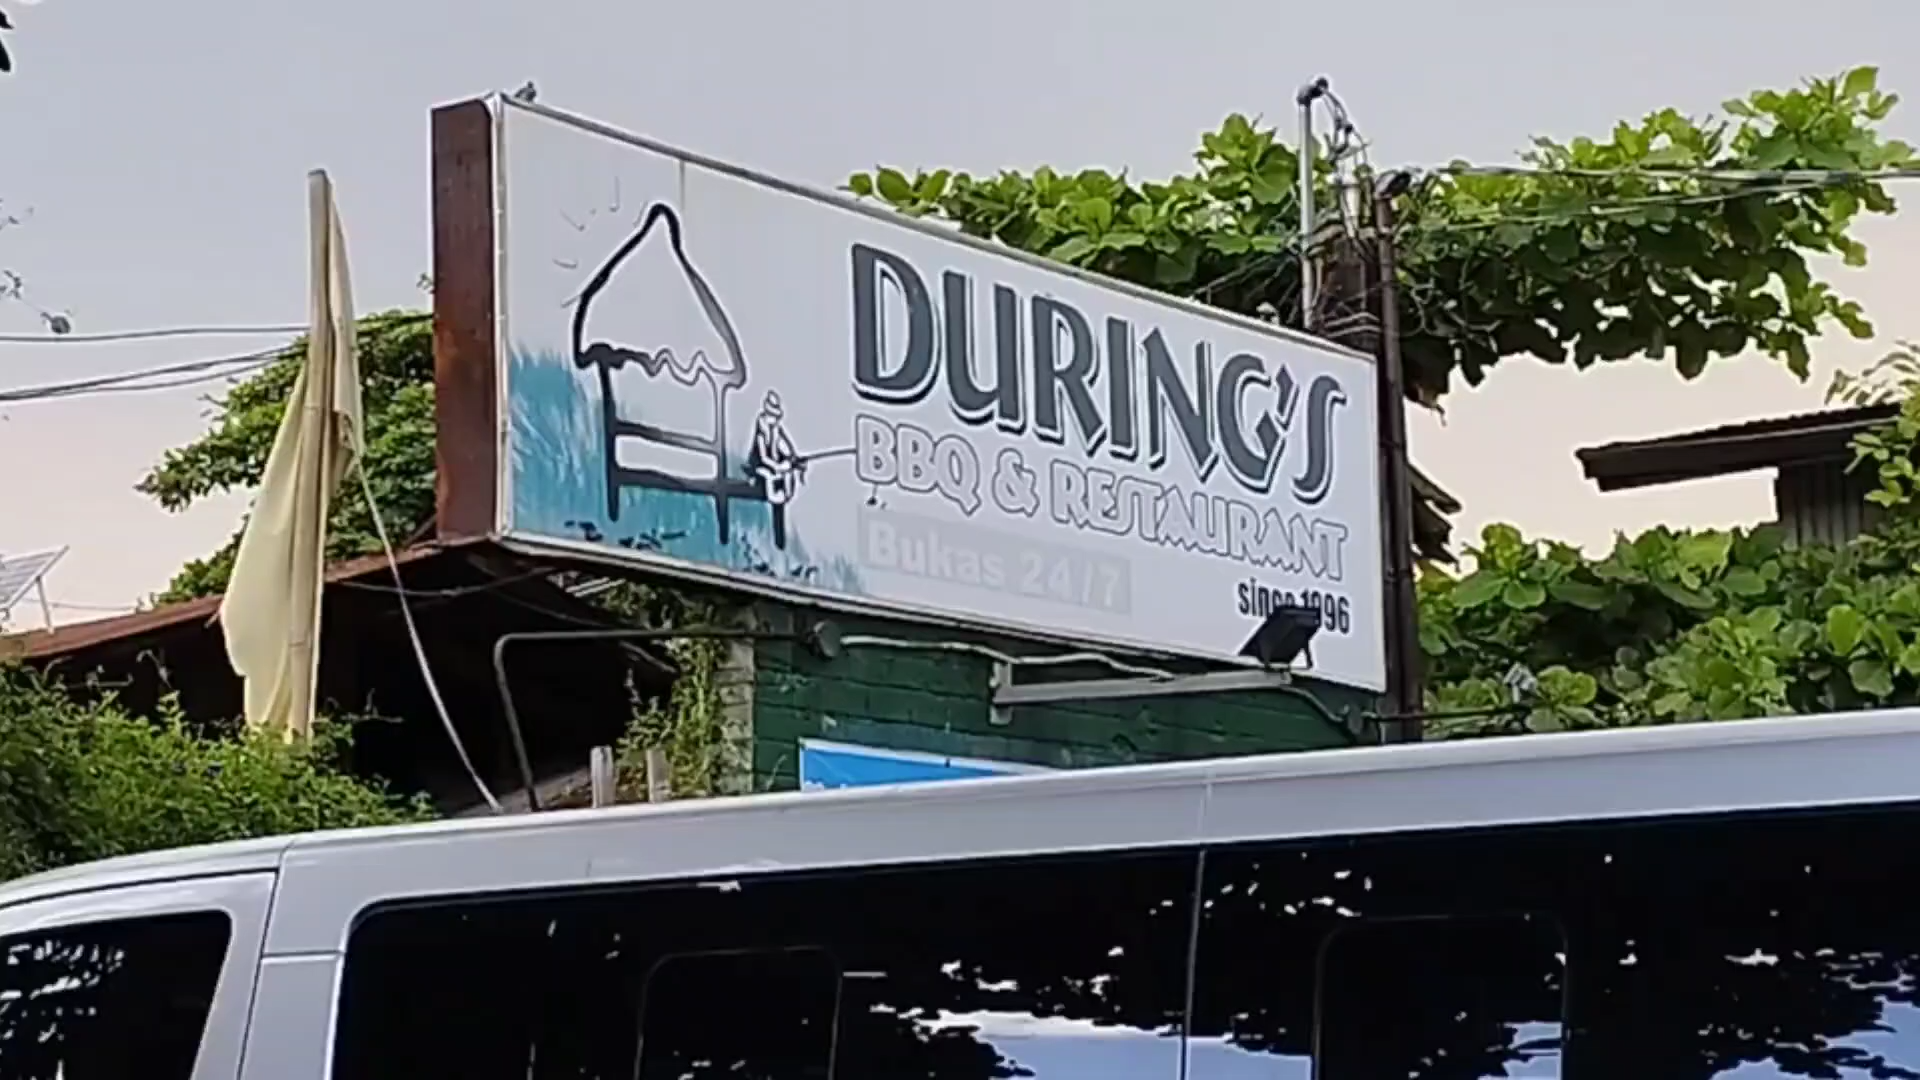 DURING'S
BBQ & RESTAURANT
Bukas 24/7
since 1996